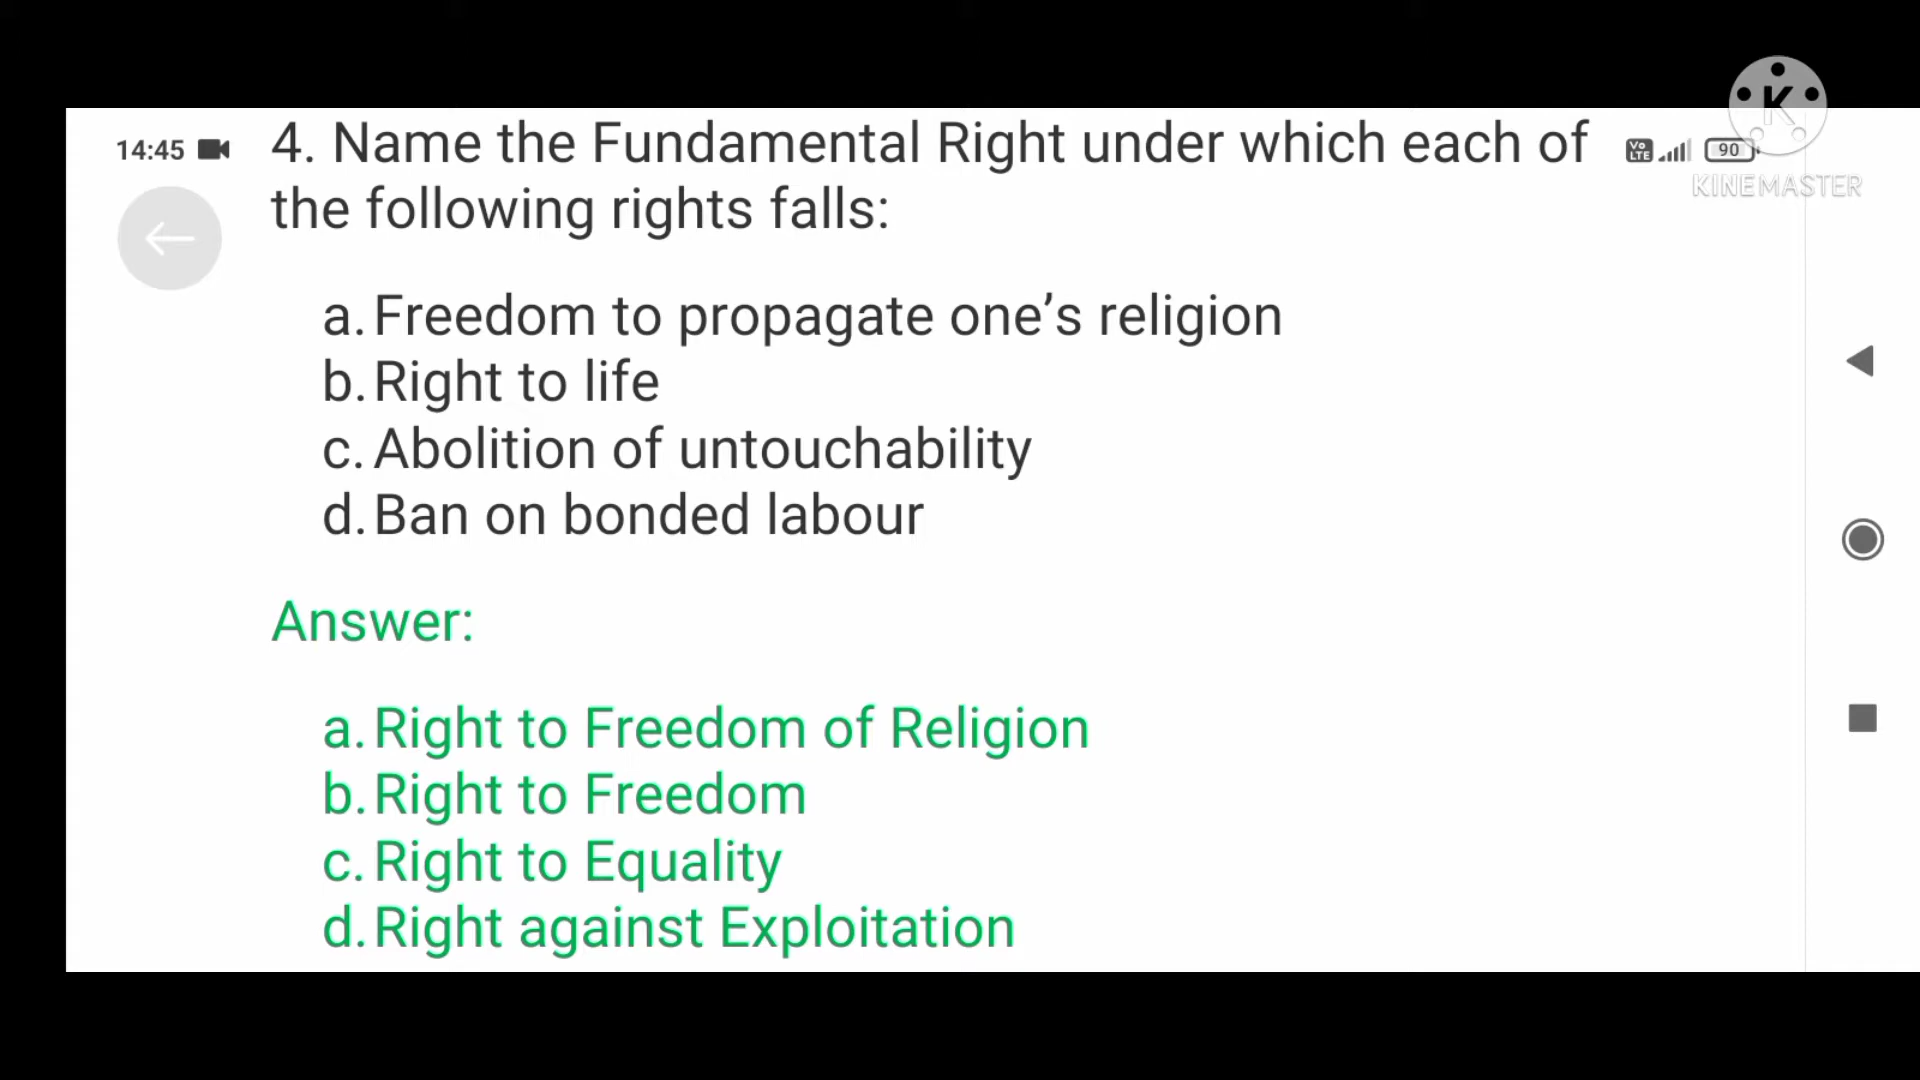 14:45
4. Name the Fundamental Right under which each of
the following rights falls:
Vo LTE
90
K
KINEMASTER
a. Freedom to propagate one’s religion
b. Right to life
c. Abolition of untouchability
d. Ban on bonded labour
Answer:
a. Right to Freedom of Religion
b. Right to Freedom
c. Right to Equality
d. Right against Exploitation